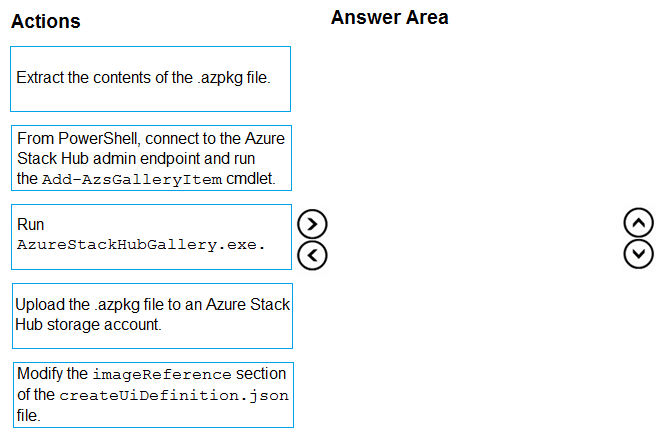 Actions
Answer Area
Extract the contents of the .azpkg file.
From PowerShell, connect to the Azure
Stack Hub admin endpoint and run
the Add-AzsGalleryItem cmdlet.
Run
AzureStackHubGallery.exe.
Upload the .azpkg file to an Azure Stack
Hub storage account.
Modify the imageReference section
of the createUiDefinition.json
file.